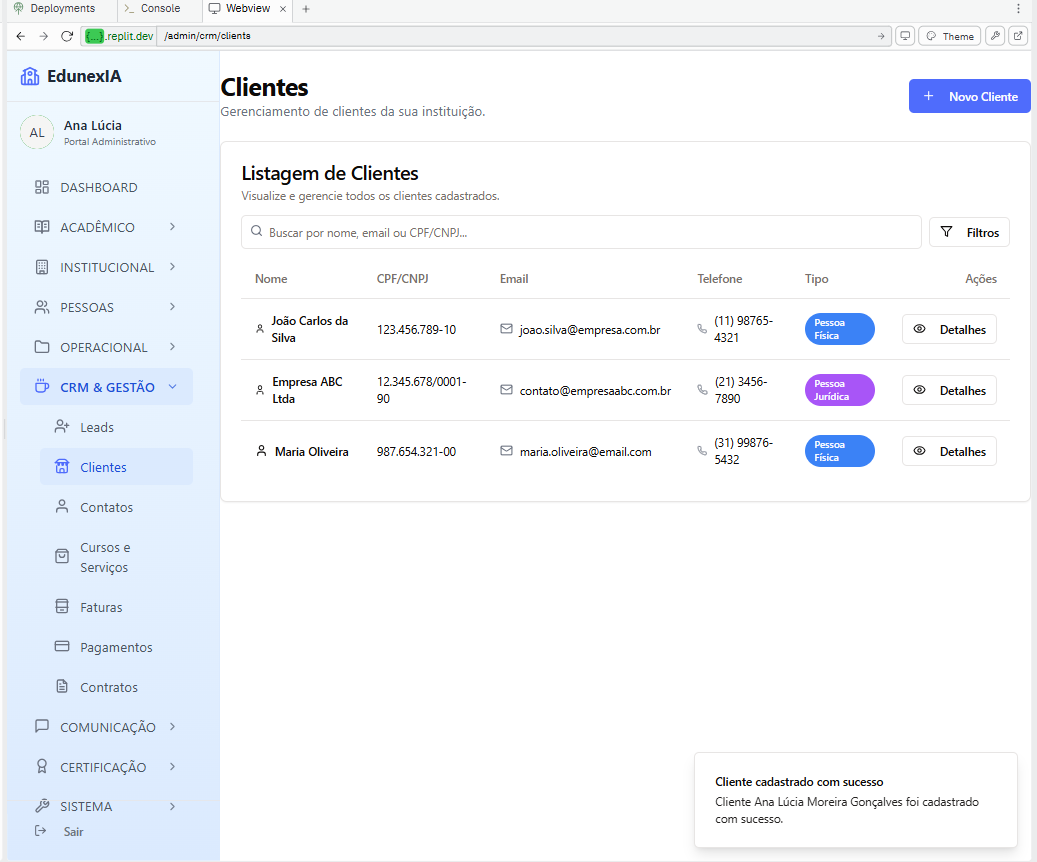 Deployments
Console
Webview
{...}.replit.dev /admin/crm/clients
Theme
EdunexIA
AL
Ana Lúcia
Portal Administrativo
DASHBOARD
ACADÊMICO
INSTITUCIONAL
PESSOAS
OPERACIONAL
CRM & GESTÃO
Leads
Clientes
Contatos
Cursos e
Serviços
Faturas
Pagamentos
Contratos
COMUNICAÇÃO
CERTIFICAÇÃO
SISTEMA
Sair
Clientes
Gerenciamento de clientes da sua instituição.
+ Novo Cliente
Listagem de Clientes
Visualize e gerencie todos os clientes cadastrados.
Buscar por nome, email ou CPF/CNPJ...
Filtros
Nome CPF/CNPJ Email Telefone Tipo Ações
João Carlos da
Silva
123.456.789-10
joao.silva@empresa.com.br
(11) 98765-
4321
Pessoa
Física
Detalhes
Empresa ABC
Ltda
12.345.678/0001-
90
contato@empresaabc.com.br
(21) 3456-
7890
Pessoa
Jurídica
Detalhes
Maria Oliveira
987.654.321-00
maria.oliveira@email.com
(31) 99876-
5432
Pessoa
Física
Detalhes
Cliente cadastrado com sucesso
Cliente Ana Lúcia Moreira Gonçalves foi cadastrado
com sucesso.